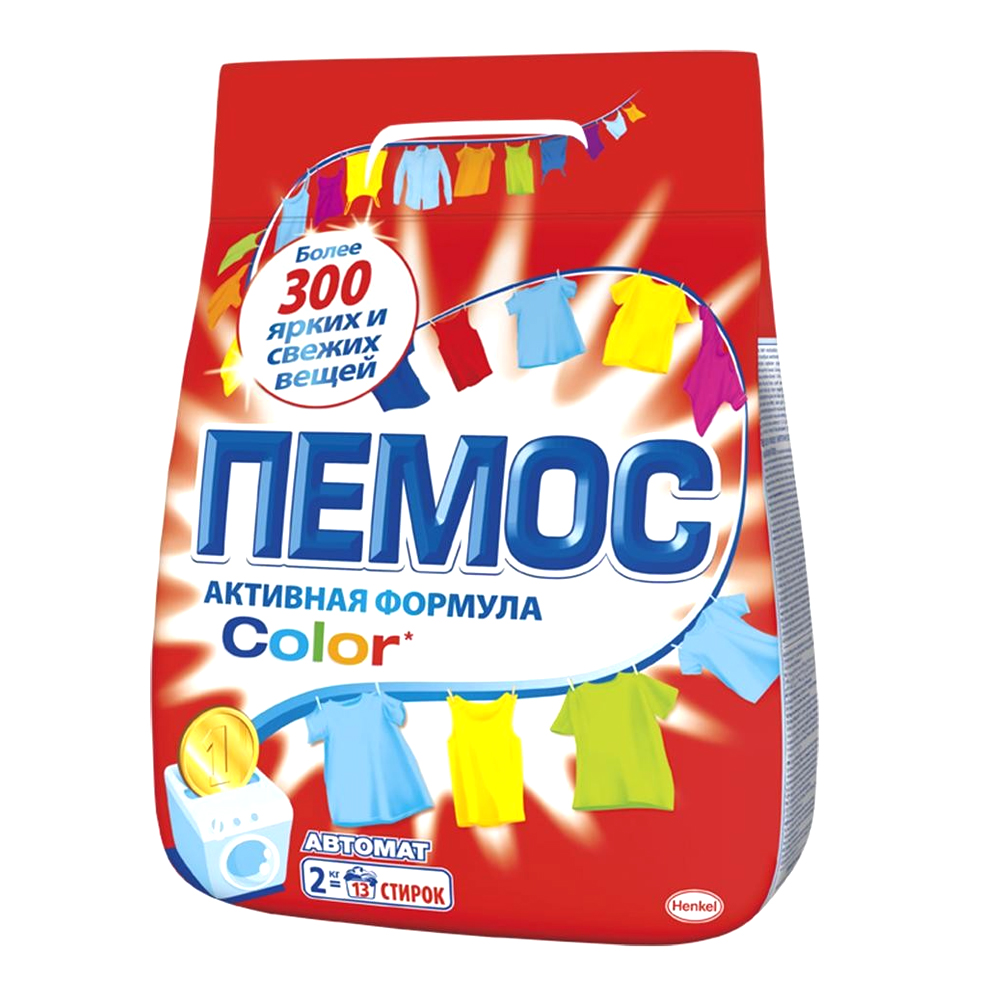 Более
300
ярких и
свежих
вещей
ПЕМОС
АКТИВНАЯ ФОРМУЛА
Color*
1
АВТОМАТ
2 кг = 13 СТИРОК
Henkel